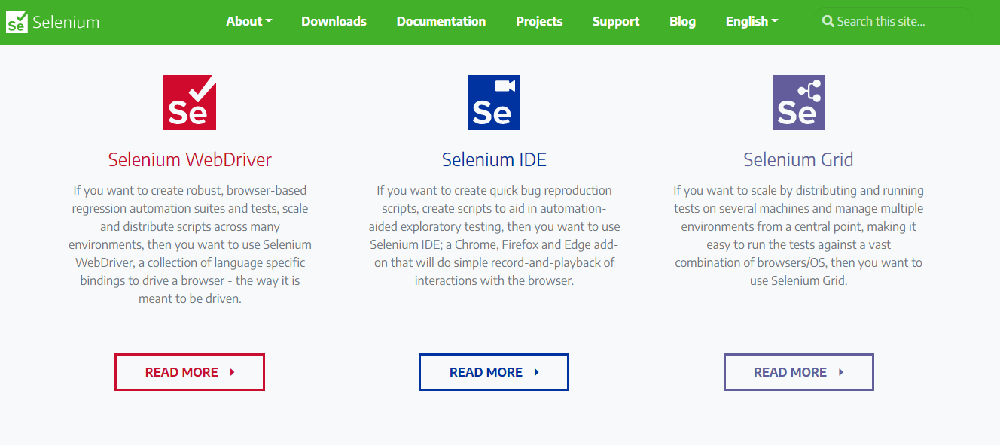 Se Selenium About Downloads Documentation Projects Support Blog English Search this site...
Se
Selenium WebDriver
If you want to create robust, browser-based
regression automation suites and tests, scale
and distribute scripts across many
environments, then you want to use Selenium
WebDriver, a collection of language specific
bindings to drive a browser - the way it is
meant to be driven.
READ MORE
Se
Selenium IDE
If you want to create quick bug reproduction
scripts, create scripts to aid in automation-
aided exploratory testing, then you want to use
Selenium IDE; a Chrome, Firefox and Edge add-
on that will do simple record-and-playback of
interactions with the browser.
READ MORE
Se
Selenium Grid
If you want to scale by distributing and running
tests on several machines and manage multiple
environments from a central point, making it
easy to run the tests against a vast
combination of browsers/OS, then you want to
use Selenium Grid.
READ MORE